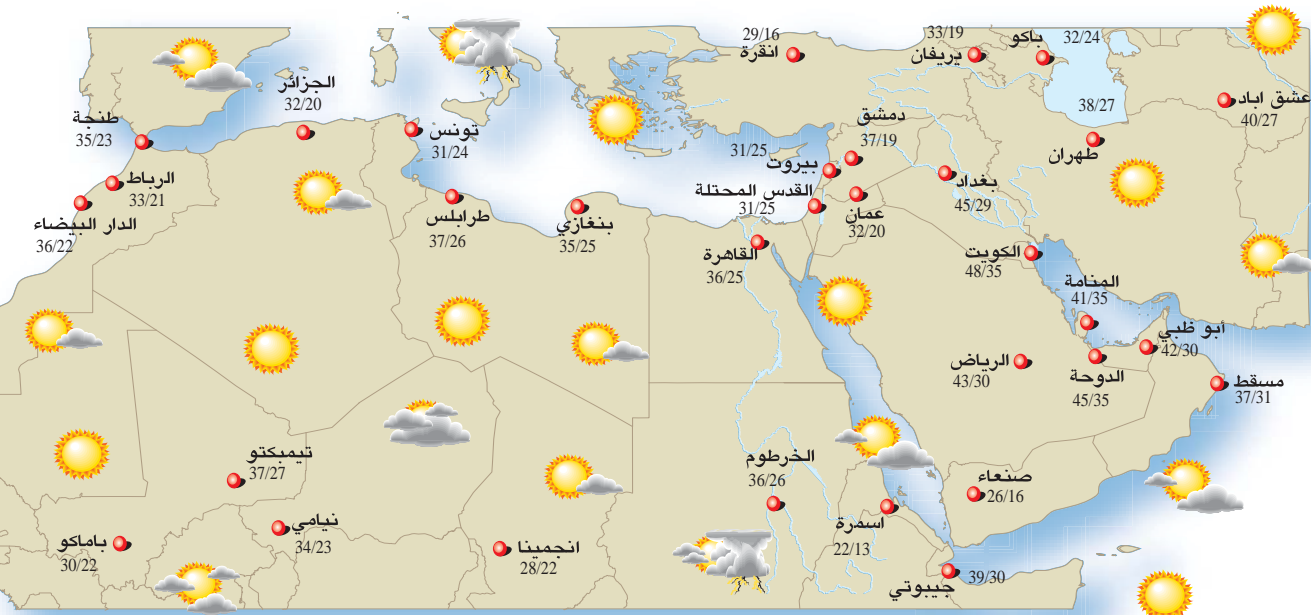 29/16
انقرة
33/19
يريفان
باكو
32/24
عشق اباد
40/27
38/27
طهران
الجزائر
32/20
طنجة
35/23
تونس
31/24
دمشق
37/19
31/25
بيروت
بغداد
45/29
الرباط
33/21
الدار البيضاء
36/22
طرابلس
37/26
بنغازي
35/25
القدس المحتلة
31/25
عمان
32/20
القاهرة
36/25
الكويت
48/35
المنامة
41/35
أبو ظبي
42/30
الرياض
43/30
الدوحة
45/35
مسقط
37/31
تيمبكتو
37/27
الخرطوم
36/26
صنعاء
26/16
اسمرة
22/13
نيامي
34/23
باماكو
30/22
انجمينا
28/22
39/30
جيبوتي